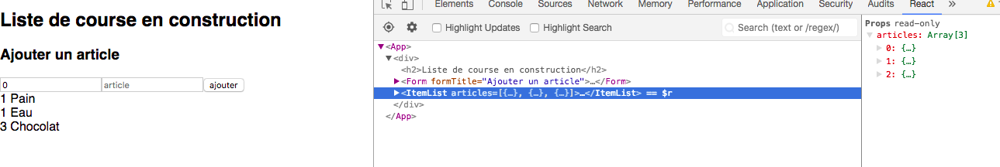 Liste de course en construction
Ajouter un article
0 article ajouter
1 Pain
1 Eau
3 Chocolat
Elements Console Sources Network Memory Performance Application Security Audits React »
Highlight Updates Highlight Search Search (text or /regex/)
<App>
<div>
<h2>Liste de course en construction</h2>
<Form formTitle="Ajouter un article">…</Form>
<ItemList articles=[{…}, {…}, {…}]>…</ItemList> == $r
</div>
</App>
Props read-only
articles: Array[3]
0: {…}
1: {…}
2: {…}